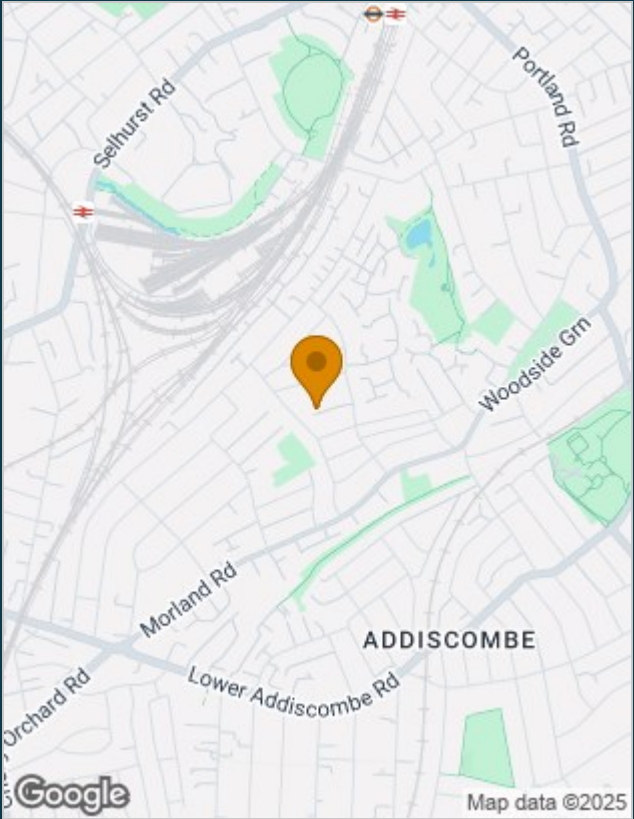 Portland Rd
Selhurst Rd
Woodside Grn
Morland Rd
ADDISCOMBE
Lower Addiscombe Rd
Orchard Rd
Google
Map data ©2025